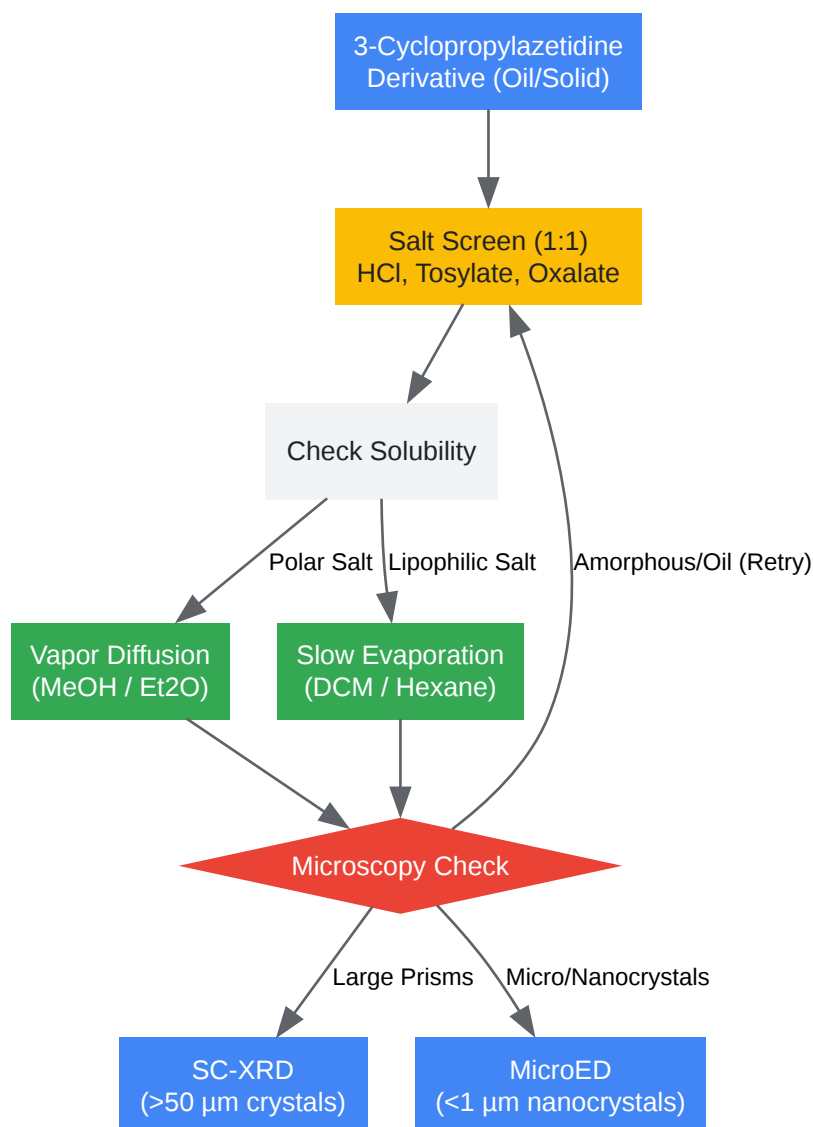 3-Cyclopropylazetidine
Derivative (Oil/Solid)
Salt Screen (1:1)
HCl, Tosylate, Oxalate
Check Solubility
Polar Salt
Lipophilic Salt
Amorphous/Oil (Retry)
Vapor Diffusion
(MeOH / Et2O)
Slow Evaporation
(DCM / Hexane)
Microscopy Check
Large Prisms
Micro/Nanocrystals
SC-XRD
(>50 µm crystals)
MicroED
(<1 µm nanocrystals)